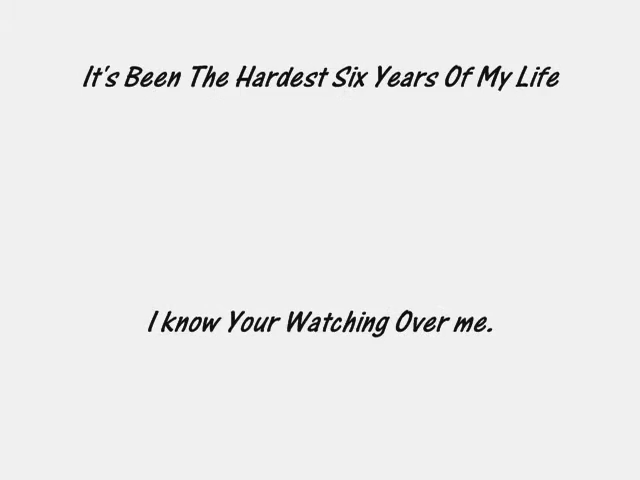 It's Been The Hardest Six Years Of My Life
I know Your Watching Over me.